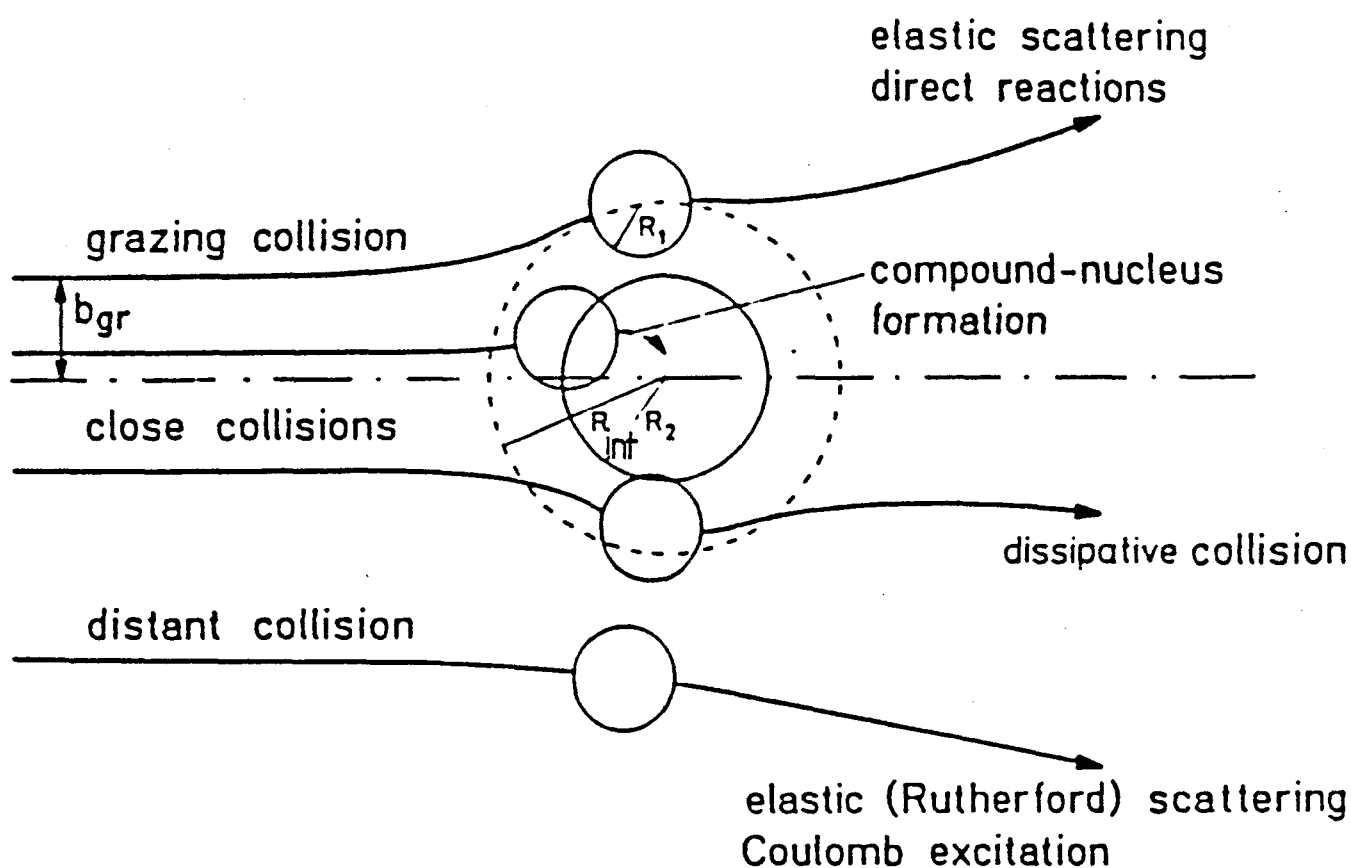 elastic scattering
direct reactions
grazing collision
R₁
compound-nucleus
formation
b_gr
close collisions
R_int R₂
dissipative collision
distant collision
elastic (Rutherford) scattering
Coulomb excitation